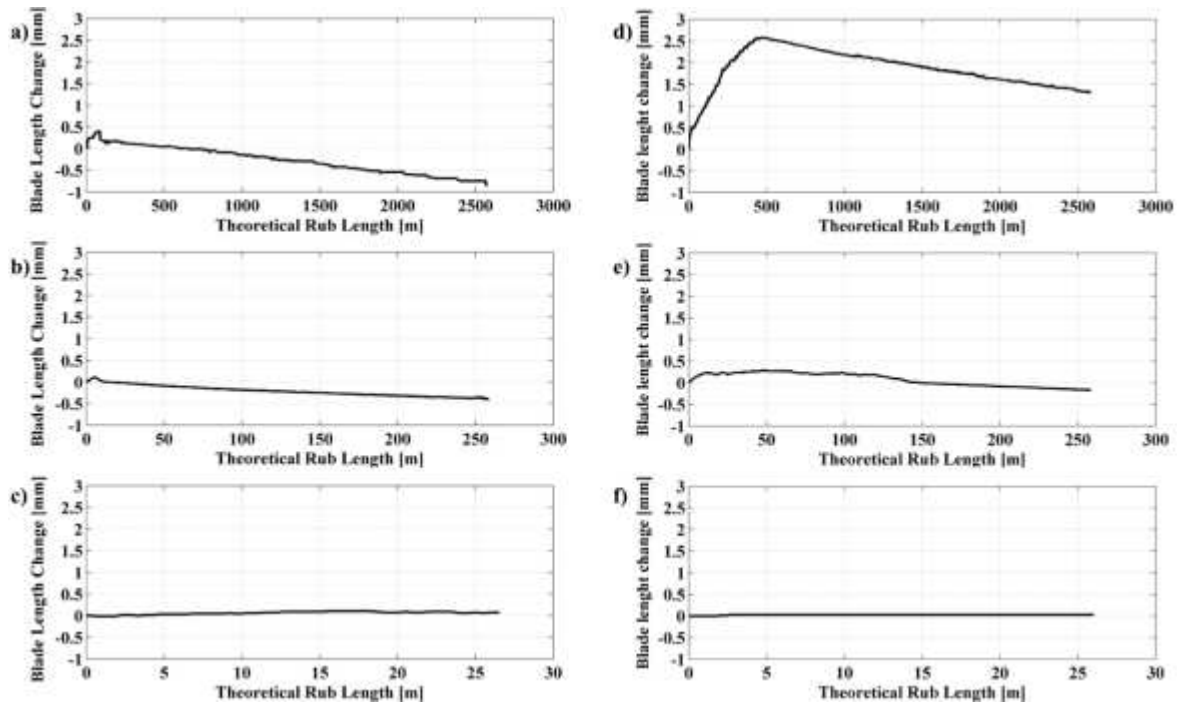 a)
Blade Length Change [mm]
3
2.5
2
1.5
1
0.5
0
-0.5
-1
0 500 1000 1500 2000 2500 3000
Theoretical Rub Length [m]
d)
Blade lenght change [mm]
3
2.5
2
1.5
1
0.5
0
-0.5
-1
0 500 1000 1500 2000 2500 3000
Theoretical Rub Length [m]
b)
Blade Length Change [mm]
3
2.5
2
1.5
1
0.5
0
-0.5
-1
0 50 100 150 200 250 300
Theoretical Rub Length [m]
e)
Blade lenght change [mm]
3
2.5
2
1.5
1
0.5
0
-0.5
-1
0 50 100 150 200 250 300
Theoretical Rub Length [m]
c)
Blade Length Change [mm]
3
2.5
2
1.5
1
0.5
0
-0.5
-1
0 5 10 15 20 25 30
Theoretical Rub Length [m]
f)
Blade lenght change [mm]
3
2.5
2
1.5
1
0.5
0
-0.5
-1
0 5 10 15 20 25 30
Theoretical Rub Length [m]